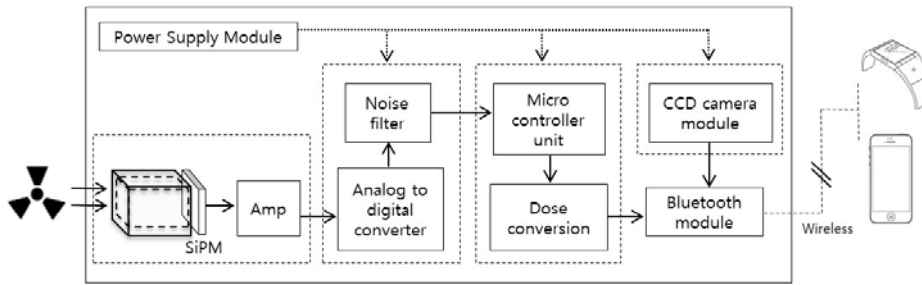 Power Supply Module
Noise
filter
Micro
controller
unit
CCD camera
module
SiPM
Amp
Analog to
digital
converter
Dose
conversion
Bluetooth
module
Wireless